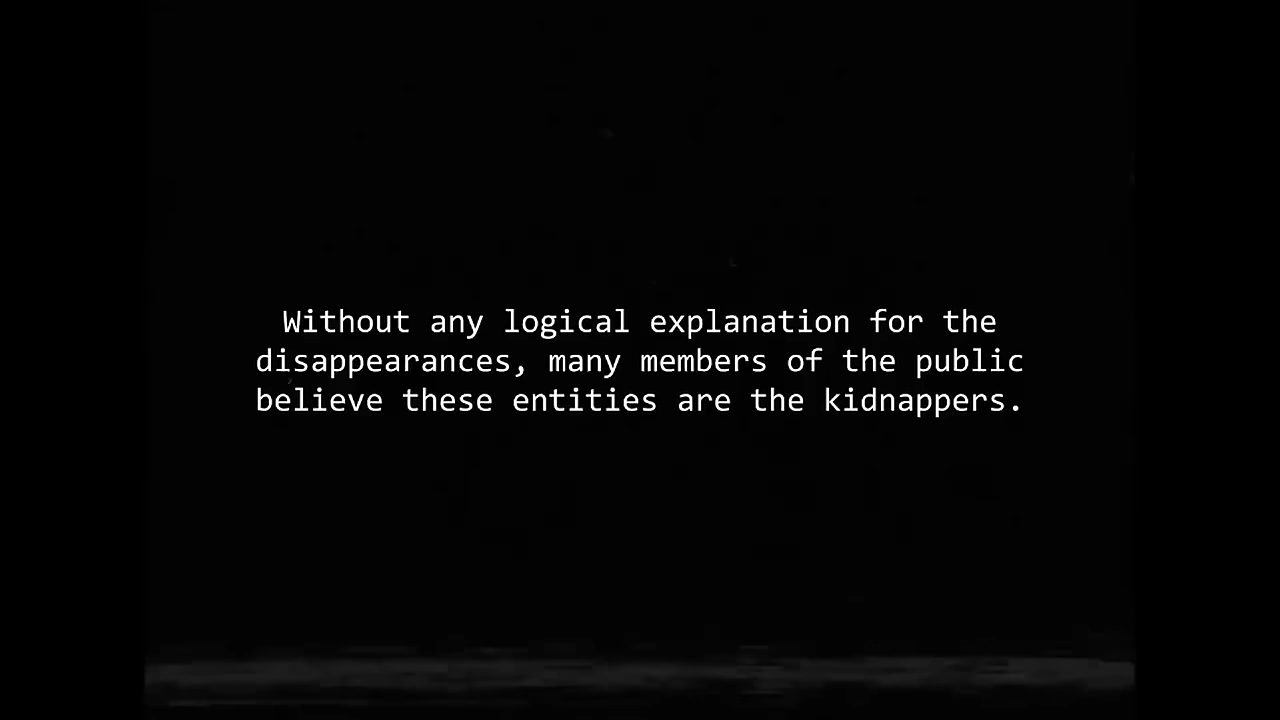 Without any logical explanation for the
disappearances, many members of the public
believe these entities are the kidnappers.